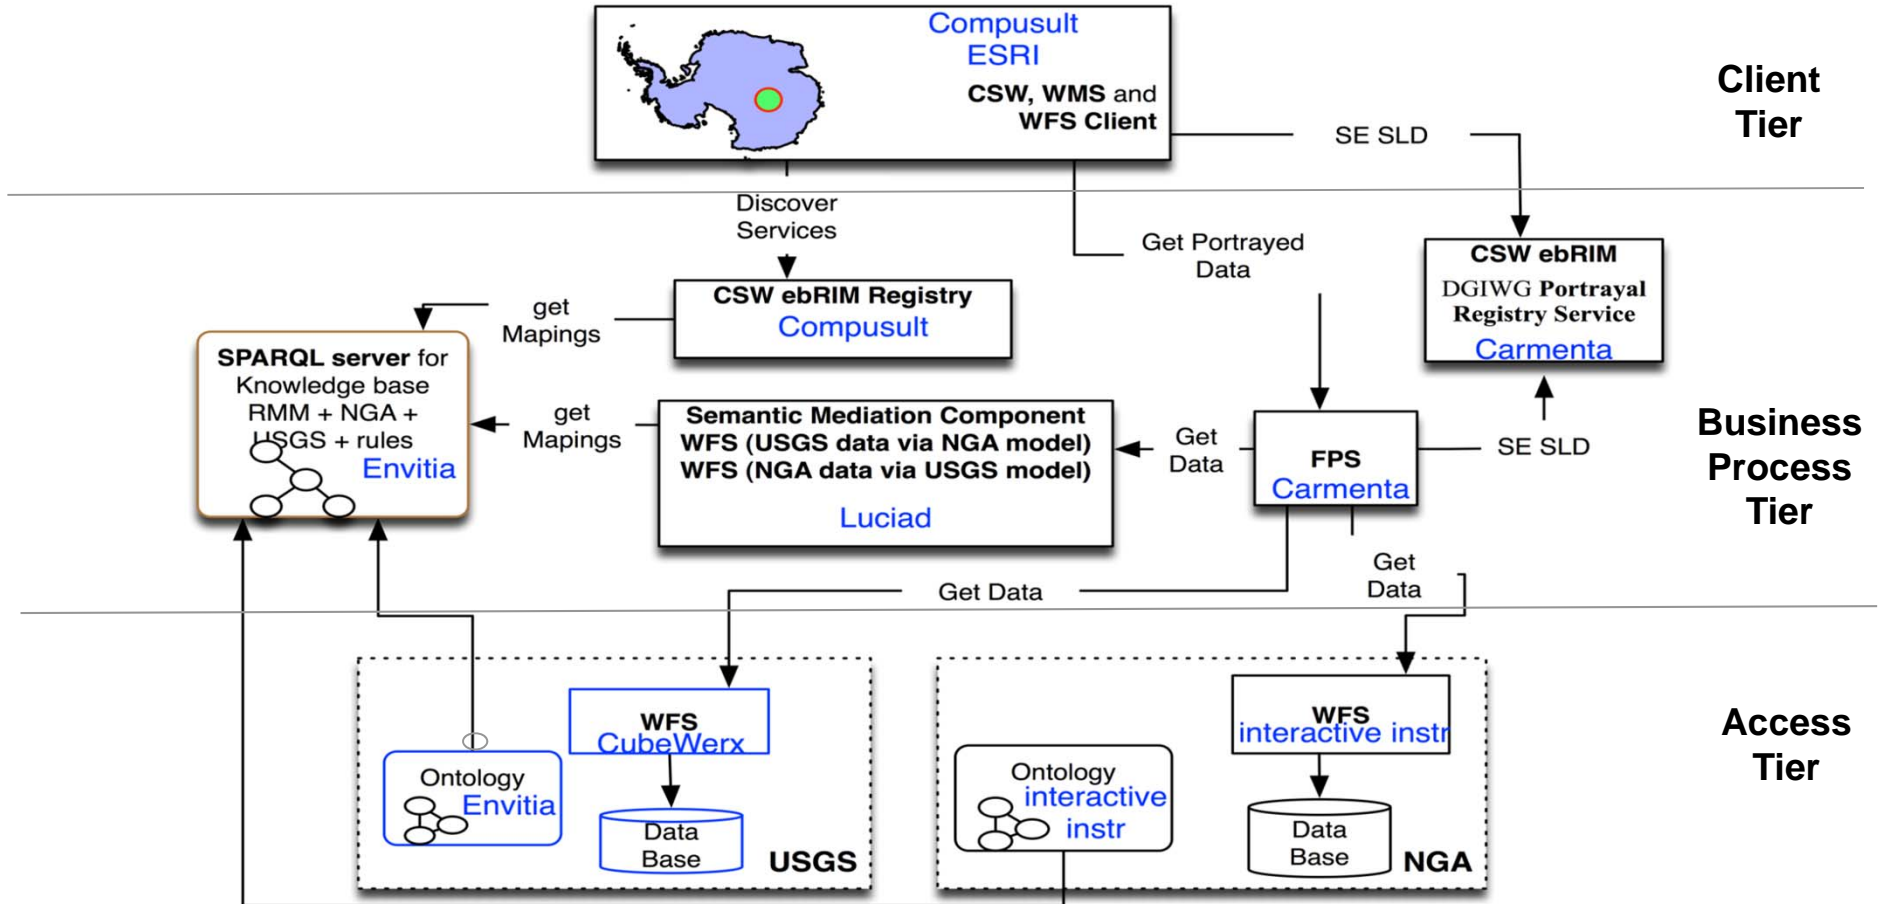 Compusult
ESRI
CSW, WMS and
WFS Client
SE SLD
Client
Tier
Discover
Services
Get Portrayed
Data
CSW ebRIM
DGIWG Portrayal
Registry Service
Carmenta
get
Mapings
CSW ebRIM Registry
Compusult
SPARQL server for
Knowledge base
RMM + NGA +
USGS + rules
Envitia
get
Mapings
Semantic Mediation Component
WFS (USGS data via NGA model)
WFS (NGA data via USGS model)
Luciad
Get
Data
FPS
Carmenta
SE SLD
Business
Process
Tier
Get Data
Get
Data
WFS
CubeWerx
Ontology
Envitia
Data
Base
USGS
WFS
interactive instr
Ontology
interactive
instr
Data
Base
NGA
Access
Tier